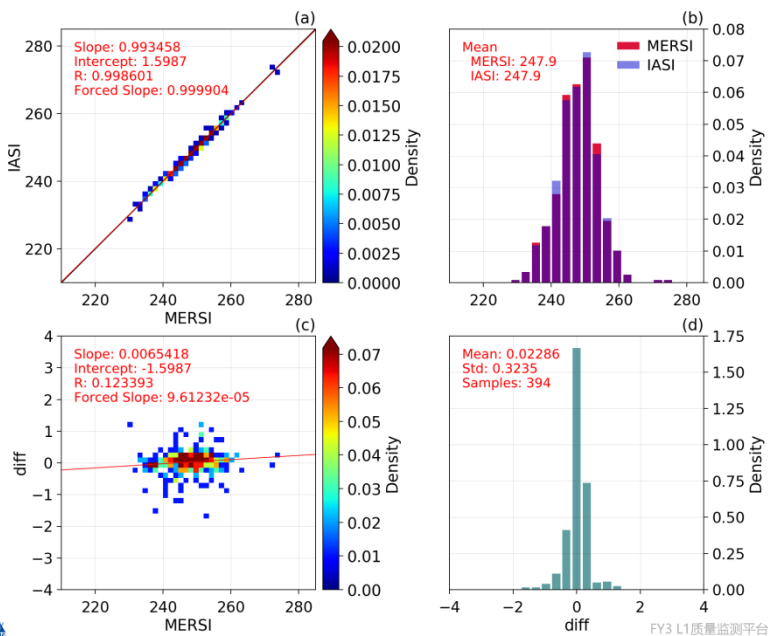 (a)
Slope: 0.993458
Intercept: 1.5987
R: 0.998601
Forced Slope: 0.999904
280
260
240
220
IASI
220
240
260
280
MERSI
0.0200
0.0175
0.0150
0.0125
0.0100
0.0075
0.0050
0.0025
0.0000
Density
(b)
Mean
MERSI: 247.9
IASI: 247.9
MERSI
IASI
0.08
0.07
0.06
0.05
0.04
0.03
0.02
0.01
0.00
Density
220
240
260
280
(c)
Slope: 0.0065418
Intercept: -1.5987
R: 0.123393
Forced Slope: 9.61232e-05
4
3
2
1
0
−1
−2
−3
−4
diff
220
240
260
280
MERSI
0.07
0.06
0.05
0.04
0.03
0.02
0.01
0.00
Density
(d)
Mean: 0.02286
Std: 0.3235
Samples: 394
1.75
1.50
1.25
1.00
0.75
0.50
0.25
0.00
Density
−4
−2
0
2
4
diff
FY3 L1质量监测平台